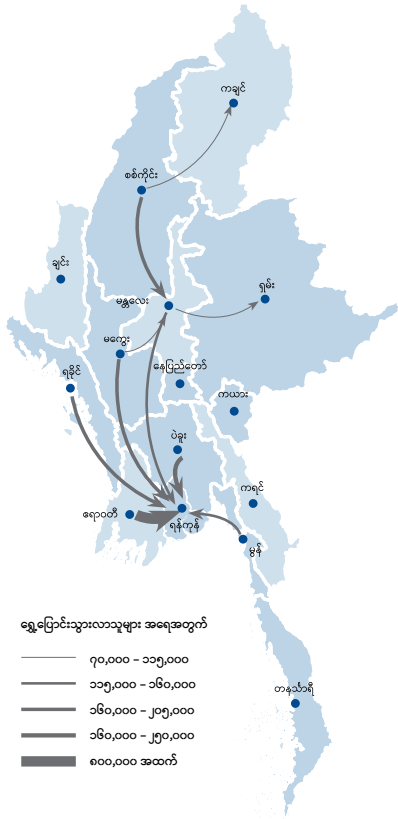 ကချင်
စစ်ကိုင်း
ချင်း
ရှမ်း
မန္တလေး
မကွေး
နေပြည်တော်
ရခိုင်
ကယား
ပဲခူး
ကရင်
ဧရာဝတီ
ရန်ကုန်
မွန်
တနင်္သာရီ
ရွှေ့ပြောင်းသွားလာသူများ အရေအတွက်
၇၀,၀၀၀ – ၁၁၅,၀၀၀
၁၁၅,၀၀၀ – ၁၆၀,၀၀၀
၁၆၀,၀၀၀ – ၂၀၅,၀၀၀
၁၆၀,၀၀၀ – ၂၅၀,၀၀၀
၈၀၀,၀၀၀ အထက်